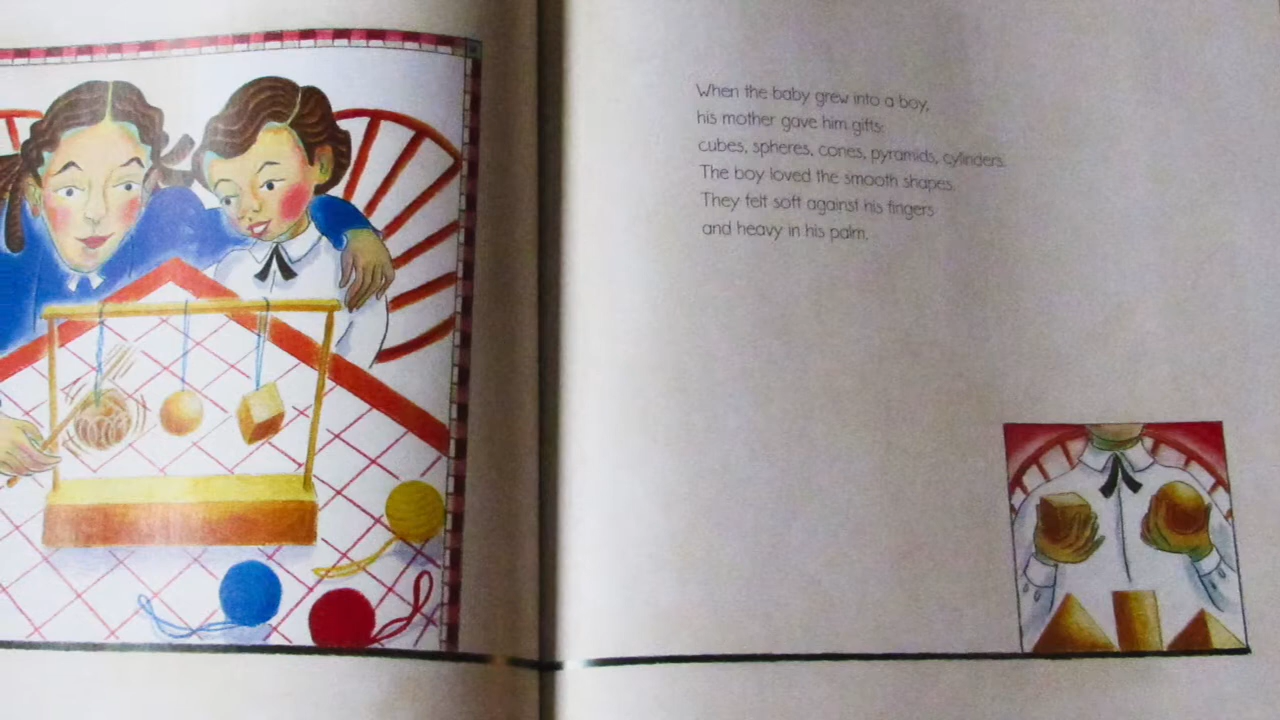 When the baby grew into a boy,
his mother gave him gifts:
cubes, spheres, cones, pyramids, cylinders.
The boy loved the smooth shapes.
They felt soft against his fingers
and heavy in his palm.